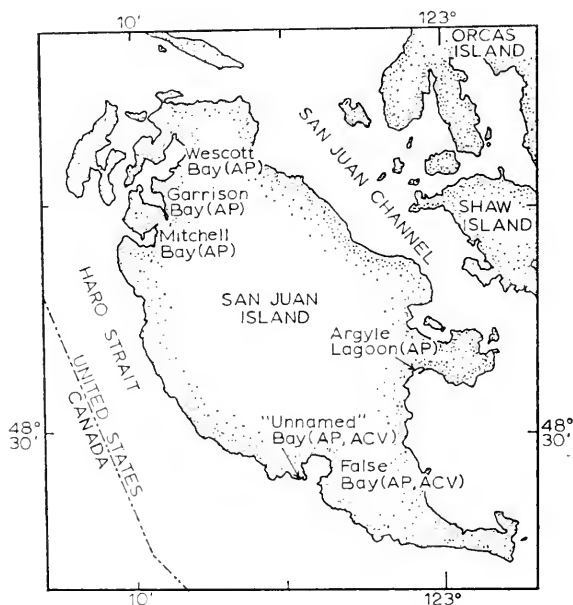 10'
123°
ORCAS
ISLAND
SAN JUAN CHANNEL
Wescott
Bay (AP)
Garrison
Bay (AP)
SHAW
ISLAND
Mitchell
Bay (AP)
HARO STRAIT
SAN JUAN
ISLAND
Argyle
Lagoon (AP)
UNITED STATES
CANADA
48°
30'
48°
30'
"Unnamed"
Bay (AP, ACV)
False
Bay (AP, ACV)
10'
123°